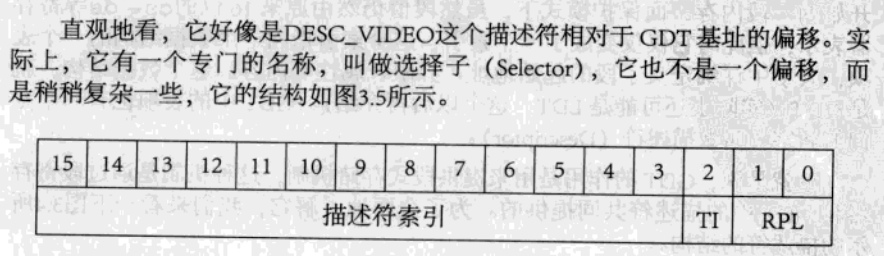 直观地看，它好像是DESC_VIDEO这个描述符相对于 GDT 基址的偏移。实
际上，它有一个专门的名称，叫做选择子（Selector），它也不是一个偏移，而
是稍稍复杂一些，它的结构如图3.5所示。
15 14 13 12 11 10 9 8 7 6 5 4 3 2 1 0
描述符索引 TI RPL